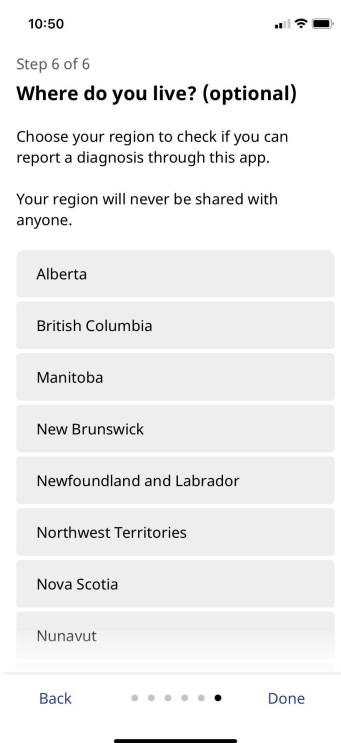 10:50
Step 6 of 6
Where do you live? (optional)
Choose your region to check if you can
report a diagnosis through this app.
Your region will never be shared with
anyone.
Alberta
British Columbia
Manitoba
New Brunswick
Newfoundland and Labrador
Northwest Territories
Nova Scotia
Nunavut
Back
Done